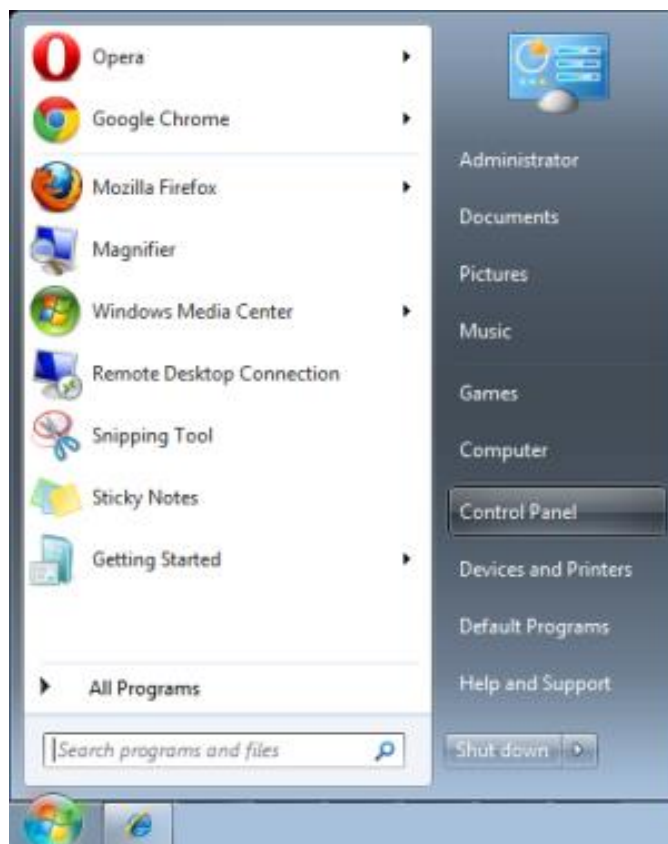 Opera
Google Chrome
Mozilla Firefox
Magnifier
Windows Media Center
Remote Desktop Connection
Snipping Tool
Sticky Notes
Getting Started
All Programs
Search programs and files
Administrator
Documents
Pictures
Music
Games
Computer
Control Panel
Devices and Printers
Default Programs
Help and Support
Shut down